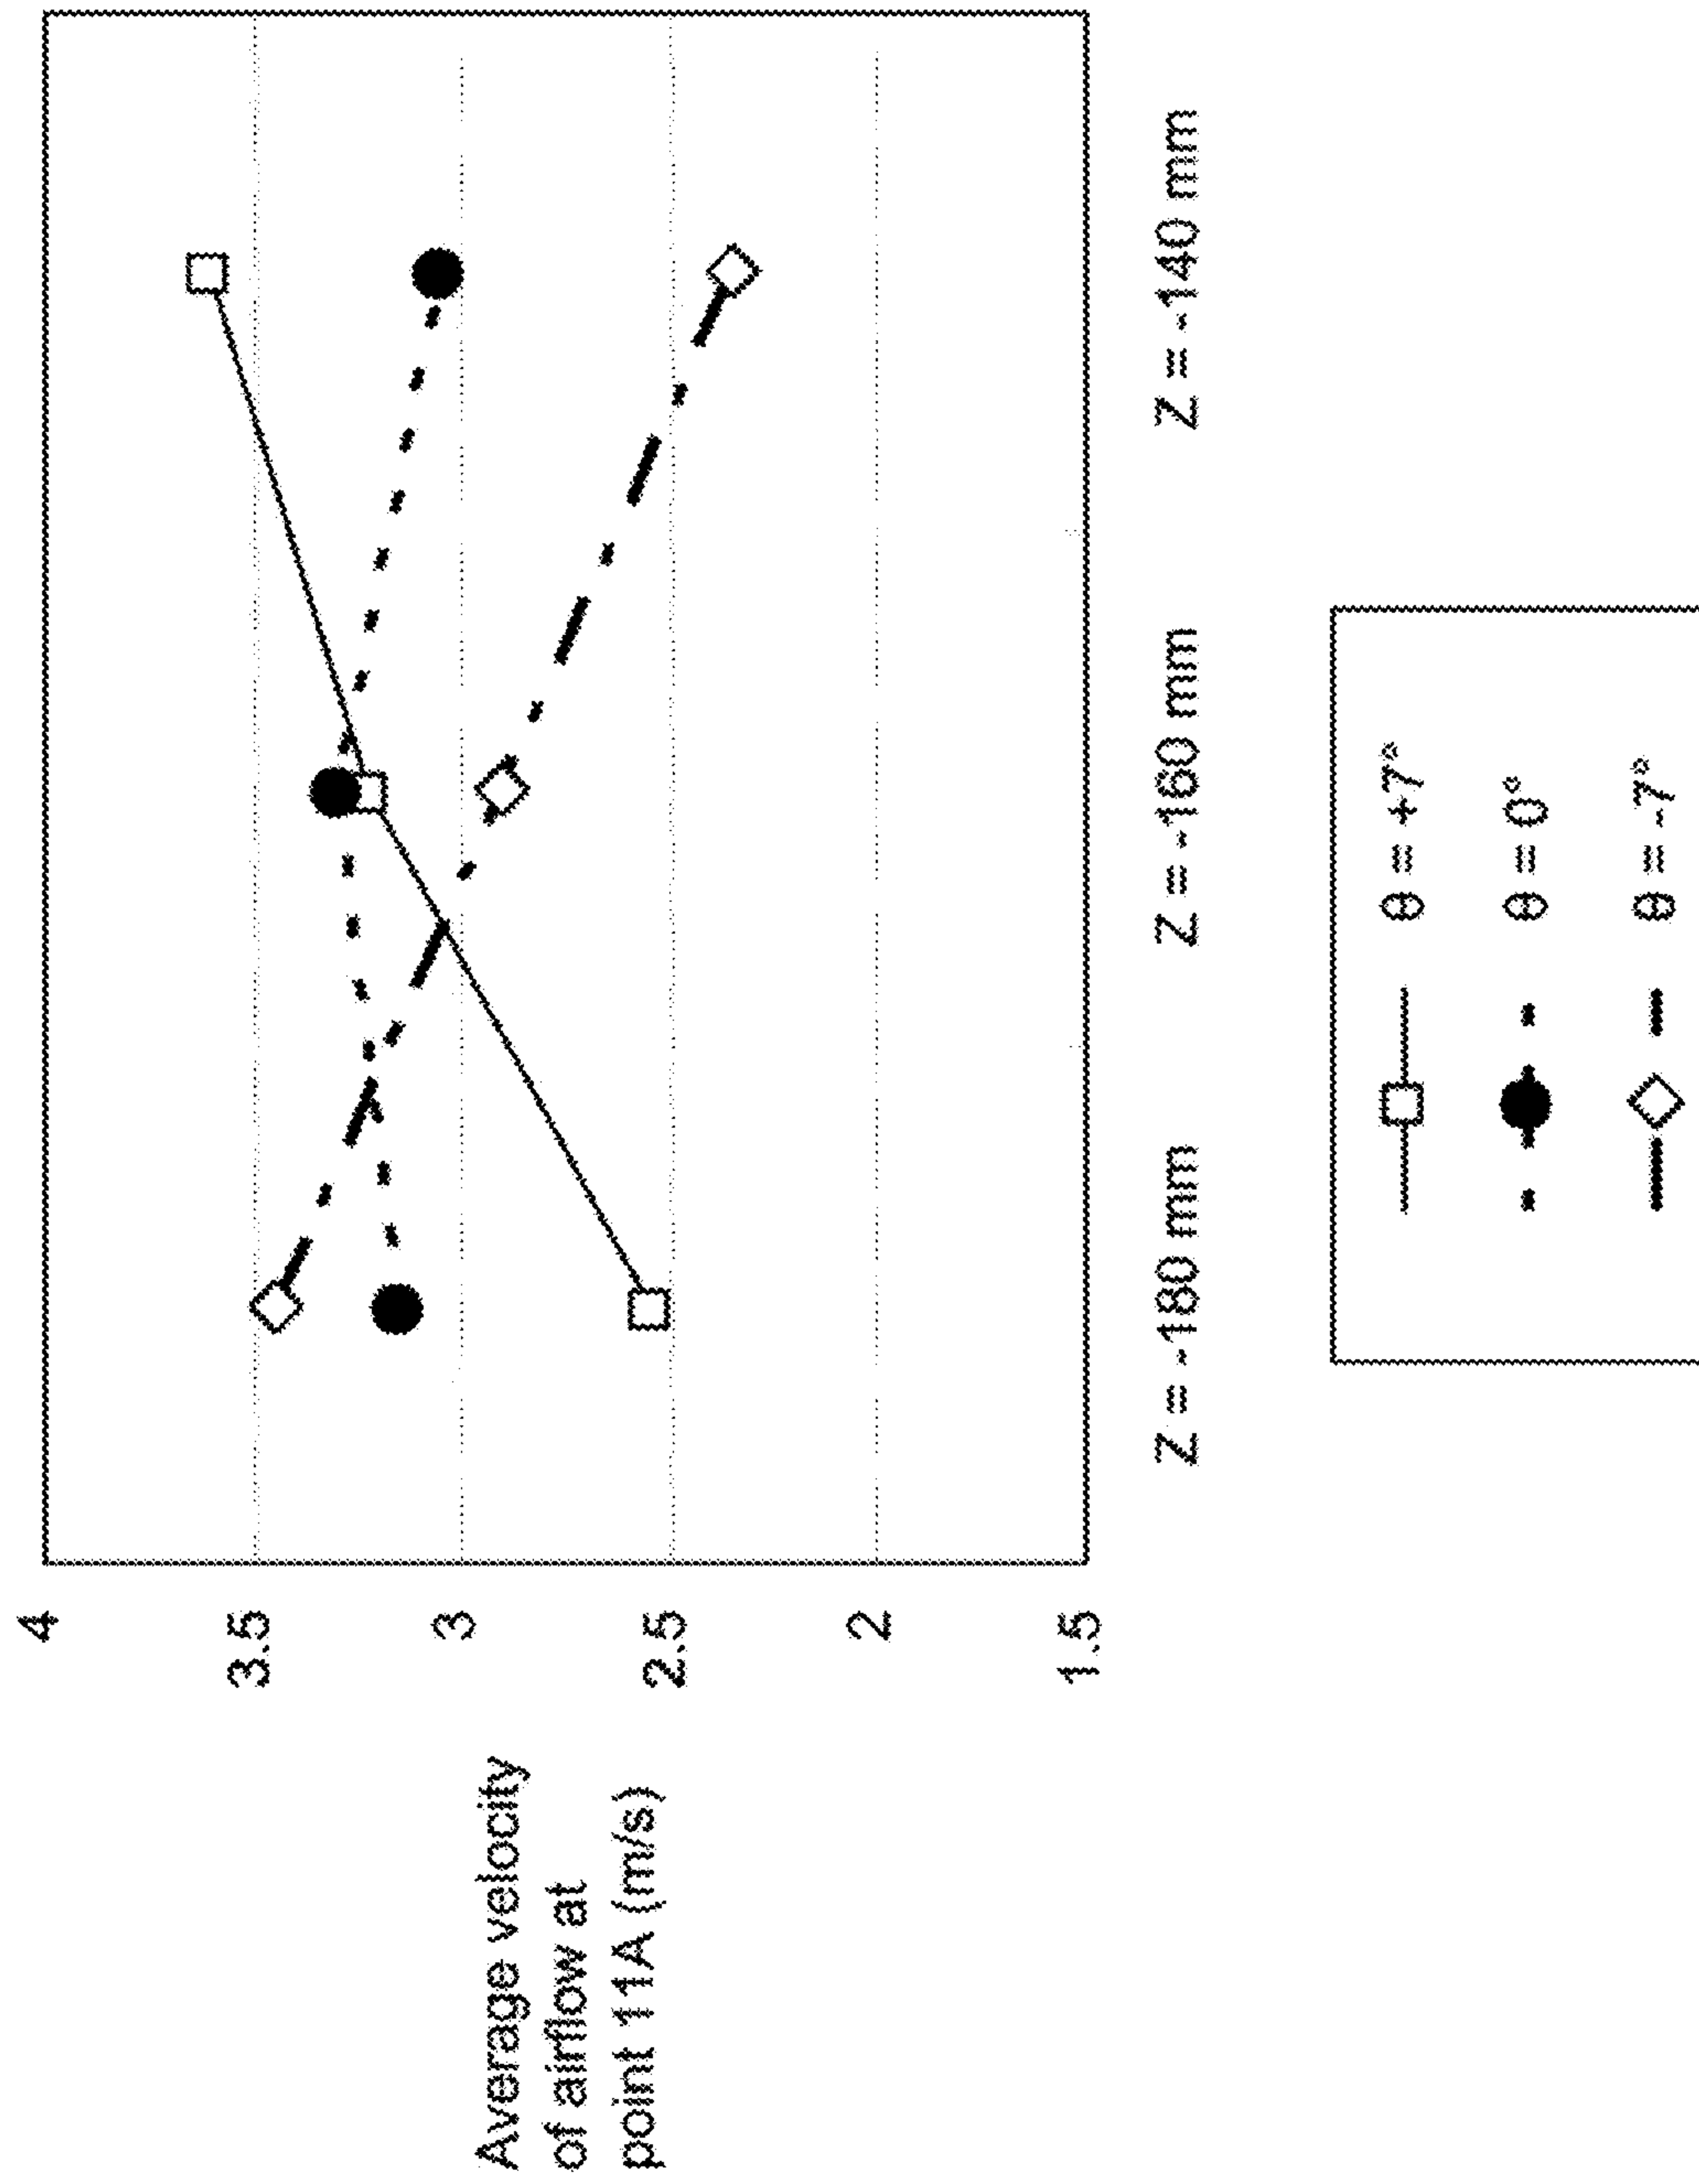 Average velocity
of airflow at
point 11A (m/s)
4
3.5
3
2.5
2
1.5
Z = -180 mm
Z = -160 mm
Z = -140 mm
θ = +7°
θ = 0°
θ = -7°